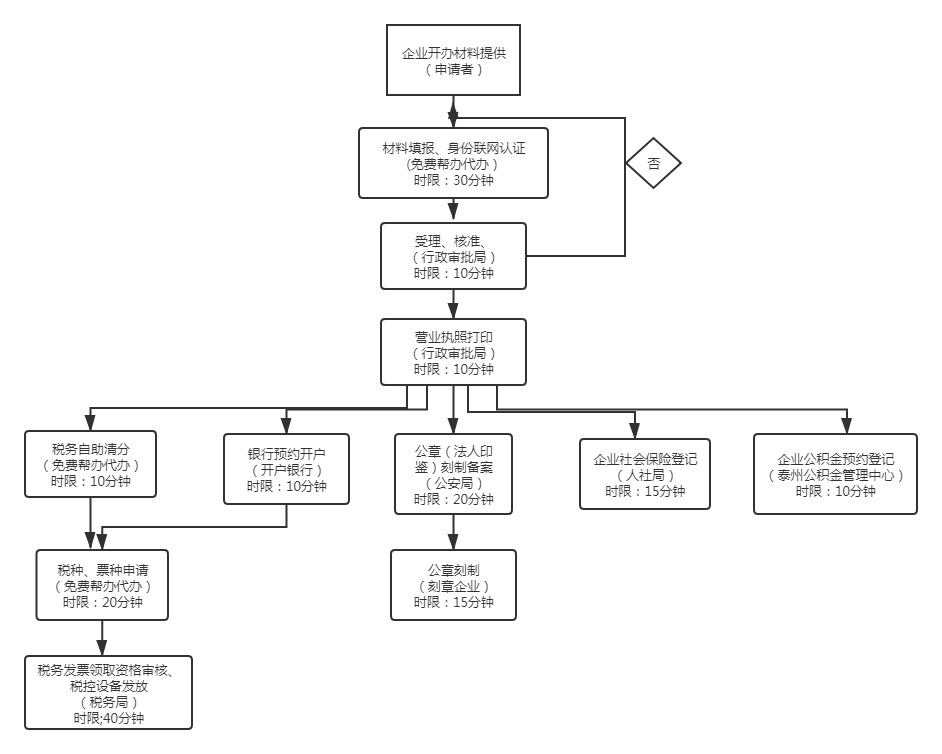 企业开办材料提供
（申请者）
材料填报、身份联网认证
(免费帮办代办）
时限：30分钟
否
受理、核准、
（行政审批局）
时限：10分钟
营业执照打印
（行政审批局）
时限：10分钟
税务自助清分
（免费帮办代办）
时限：10分钟
银行预约开户
（开户银行）
时限：10分钟
公章（法人印
鉴）刻制备案
（公安局）
时限：20分钟
企业社会保险登记
（人社局）
时限：15分钟
企业公积金预约登记
（泰州公积金管理中心）
时限：10分钟
税种、票种申请
（免费帮办代办）
时限：20分钟
公章刻制
（刻章企业）
时限：15分钟
税务发票领取资格审核、
税控设备发放
（税务局）
时限;40分钟